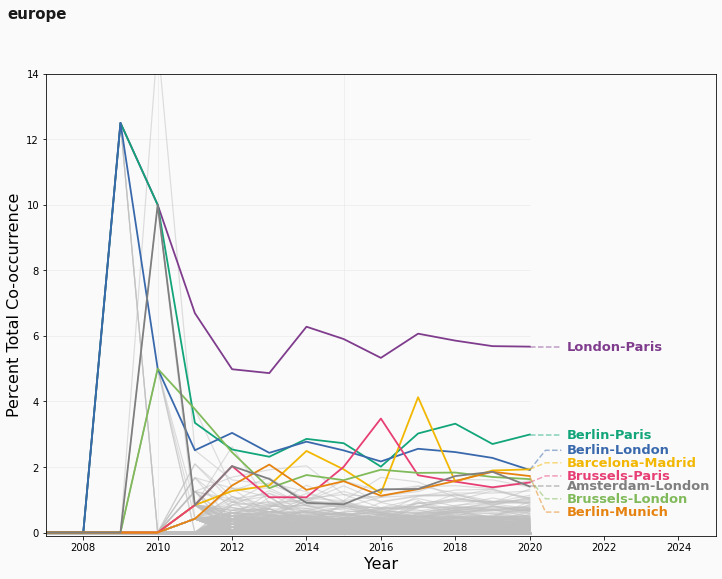 europe
14
12
10
8
6
4
2
0
Percent Total Co-occurrence
London-Paris
Berlin-Paris
Berlin-London
Barcelona-Madrid
Brussels-Paris
Amsterdam-London
Brussels-London
Berlin-Munich
2008 2010 2012 2014 2016 2018 2020 2022 2024
Year